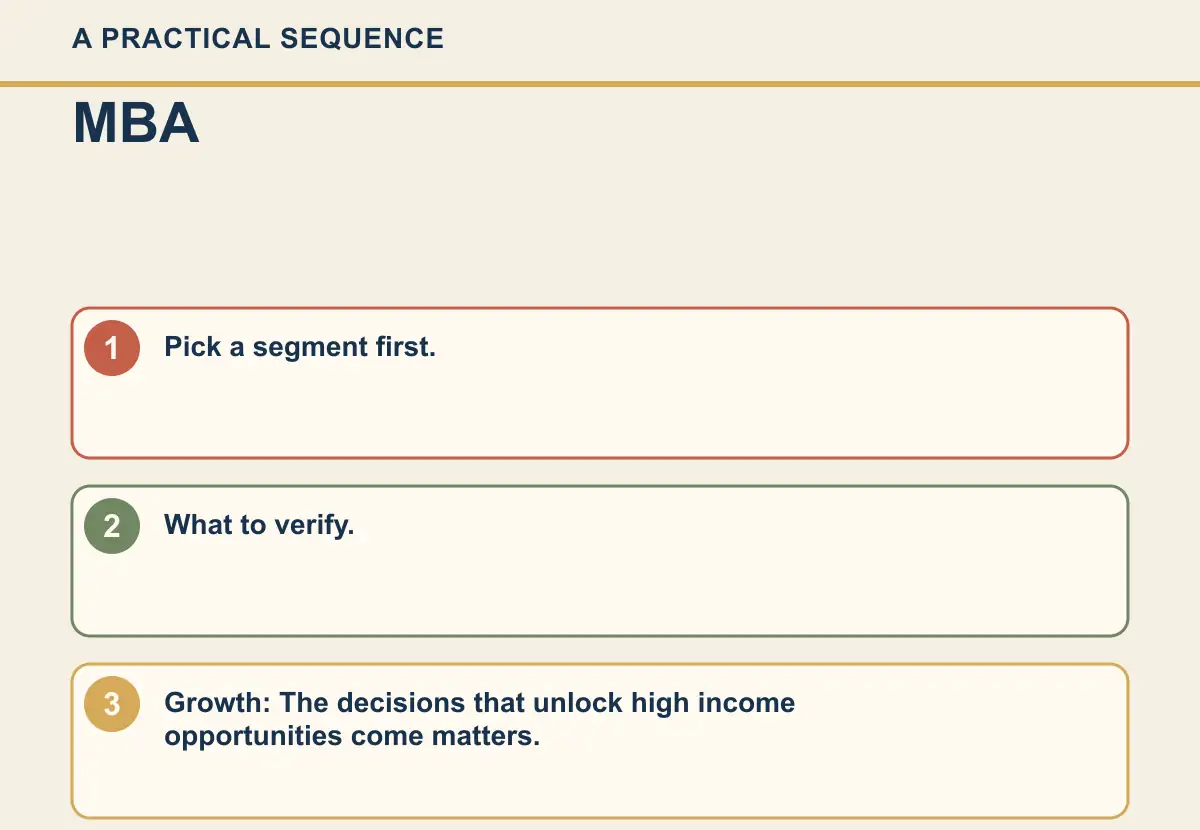 A PRACTICAL SEQUENCE
MBA
1
Pick a segment first.
2
What to verify.
3
Growth: The decisions that unlock high income
opportunities come matters.